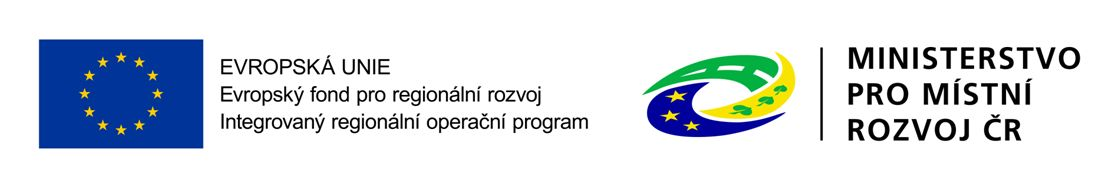 EVROPSKÁ UNIE
Evropský fond pro regionální rozvoj
Integrovaný regionální operační program
MINISTERSTVO
PRO MÍSTNÍ
ROZVOJ ČR